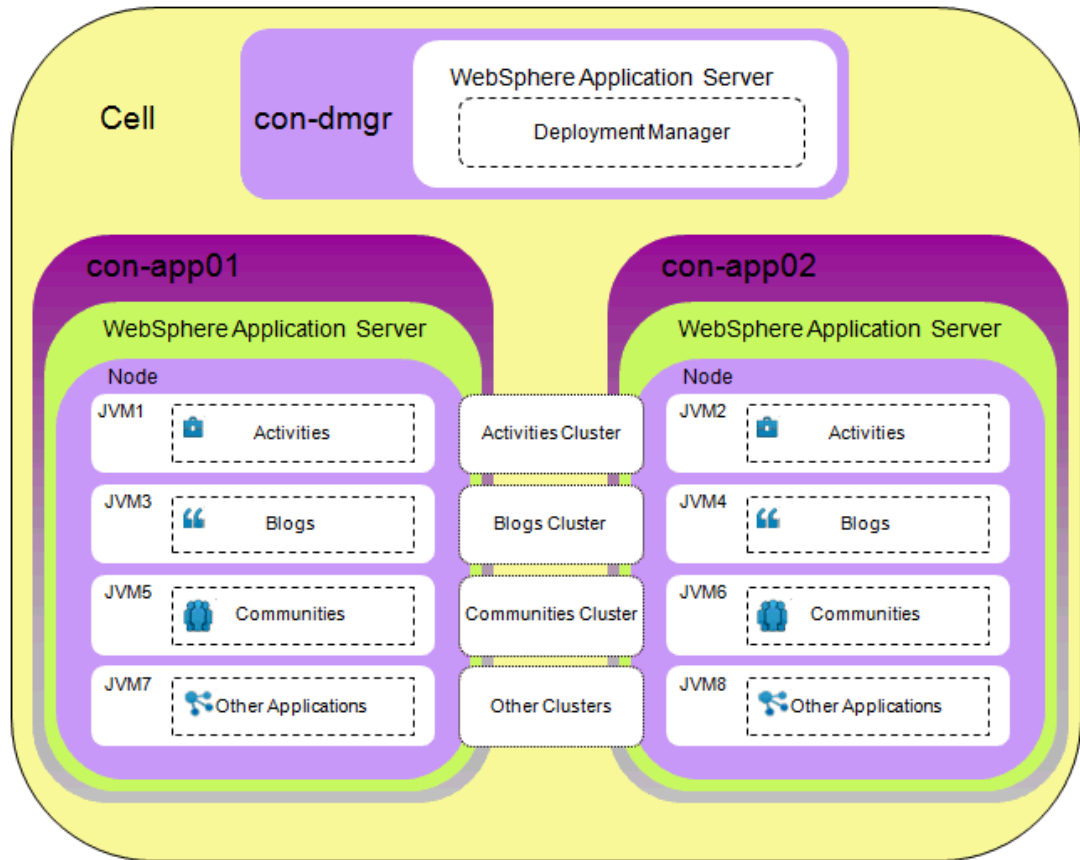 WebSphere Application Server
Cell
con-dmgr
Deployment Manager
con-app01
con-app02
WebSphere Application Server
WebSphere Application Server
Node
Node
JVM1
Activities
Activities Cluster
JVM2
Activities
JVM3
Blogs
Blogs Cluster
JVM4
Blogs
JVM5
Communities
Communities Cluster
JVM6
Communities
JVM7
Other Applications
Other Clusters
JVM8
Other Applications